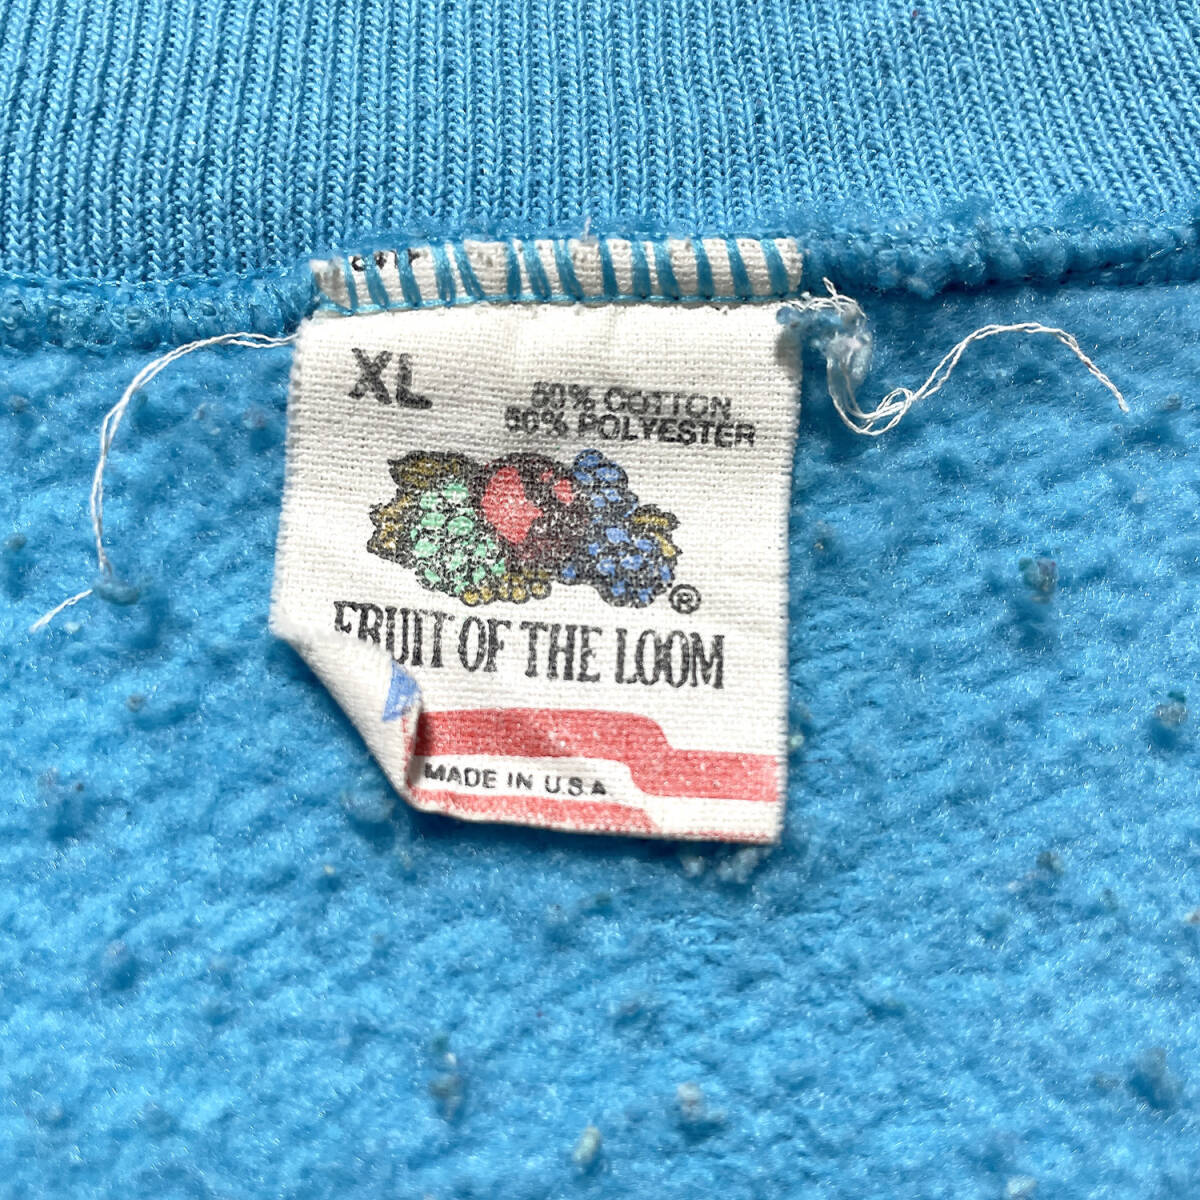 XL
50% COTTON
50% POLYESTER
®
FRUIT OF THE LOOM
MADE IN U.S.A.